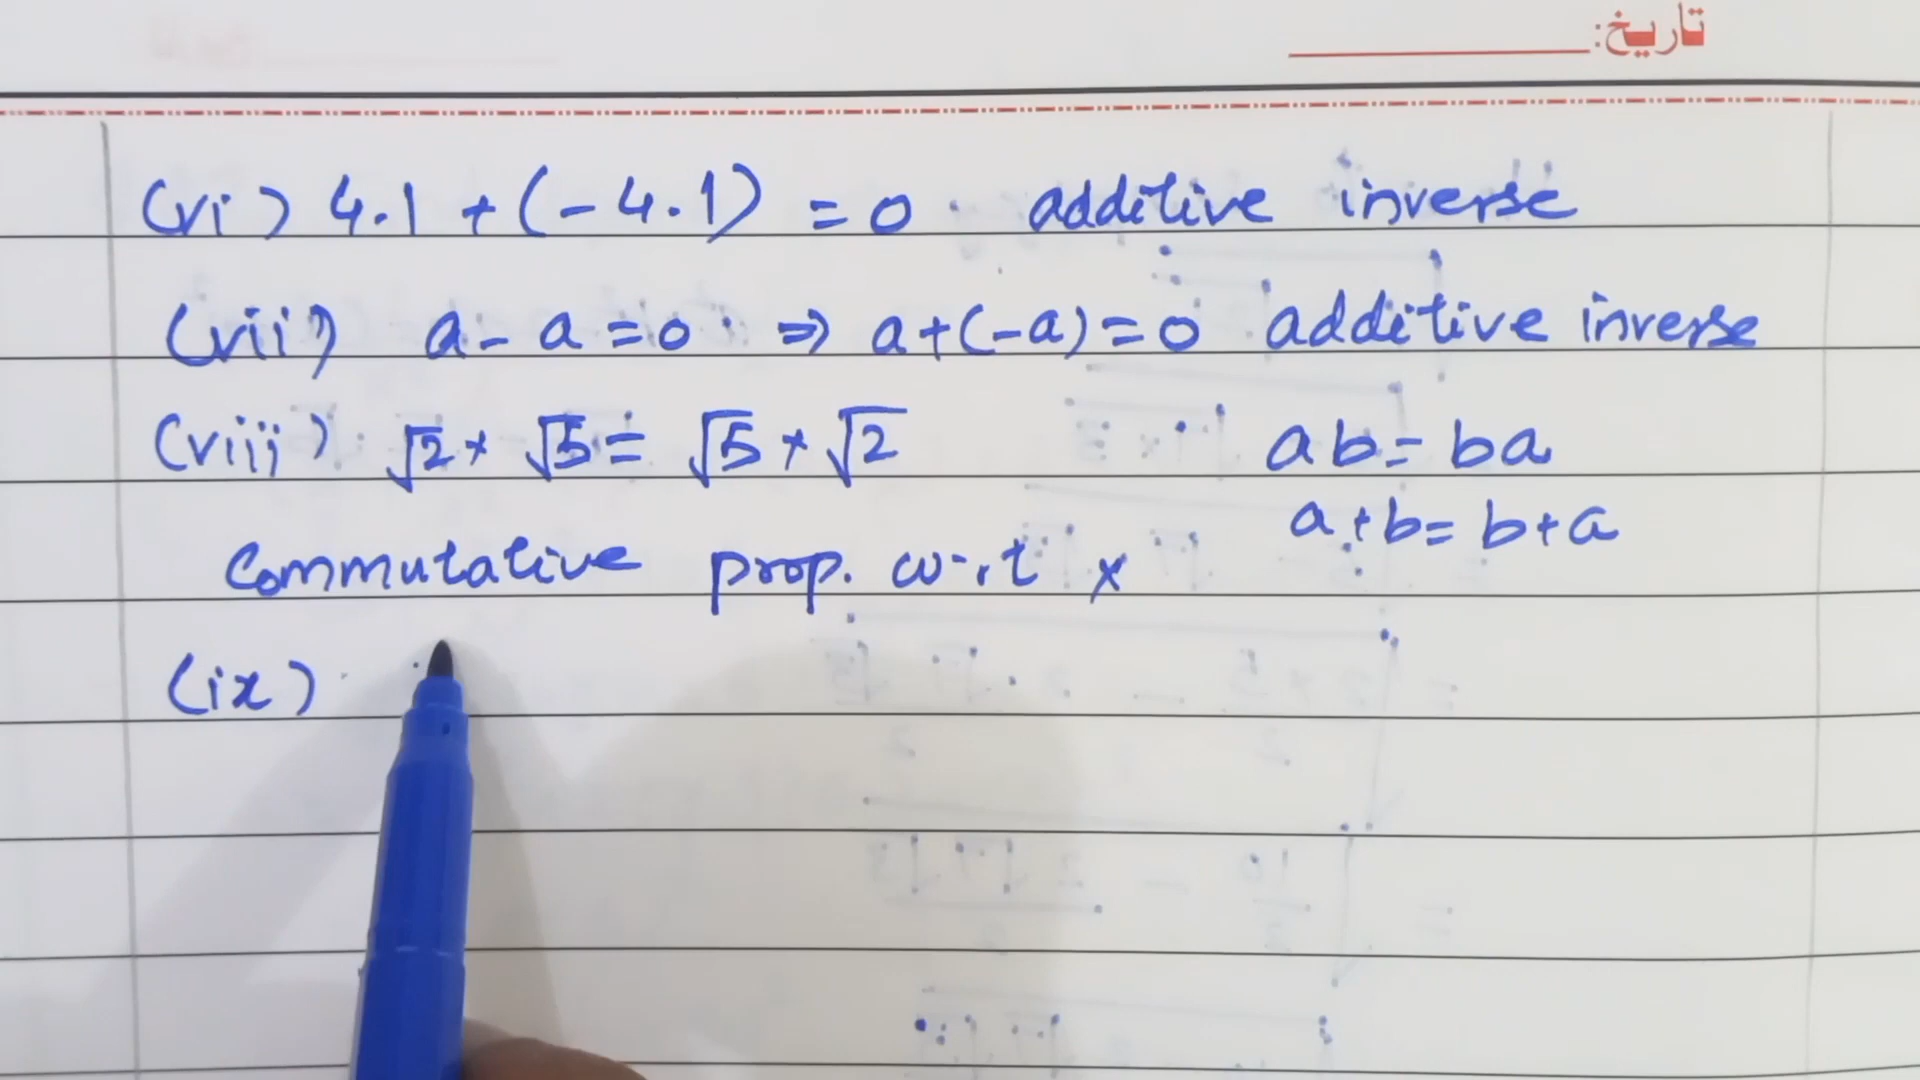 تاریخ:
(vi) 4.1 + (-4.1) = 0 additive inverse
(vii) a - a = 0 ⇒ a+(-a) = 0 additive inverse
(viii) √2 × √5 = √5 × √2 ab = ba
a+b = b+a
Commutative prop. w.r.t ×
(ix)